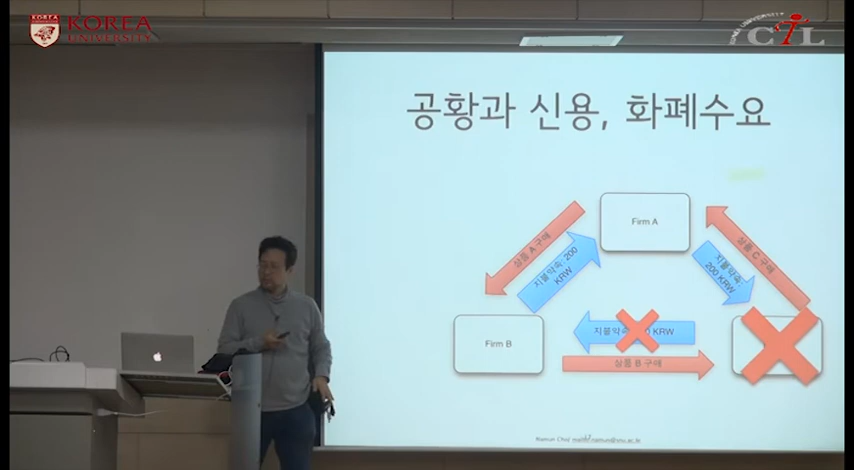 KOREA
UNIVERSITY
CTL
공황과 신용, 화폐수요
Firm A
상품 A 구매
지불약속: 200
KRW
지불약속:
200 KRW
상품 C 구매
Firm B
지불약속 KRW
상품 B 구매